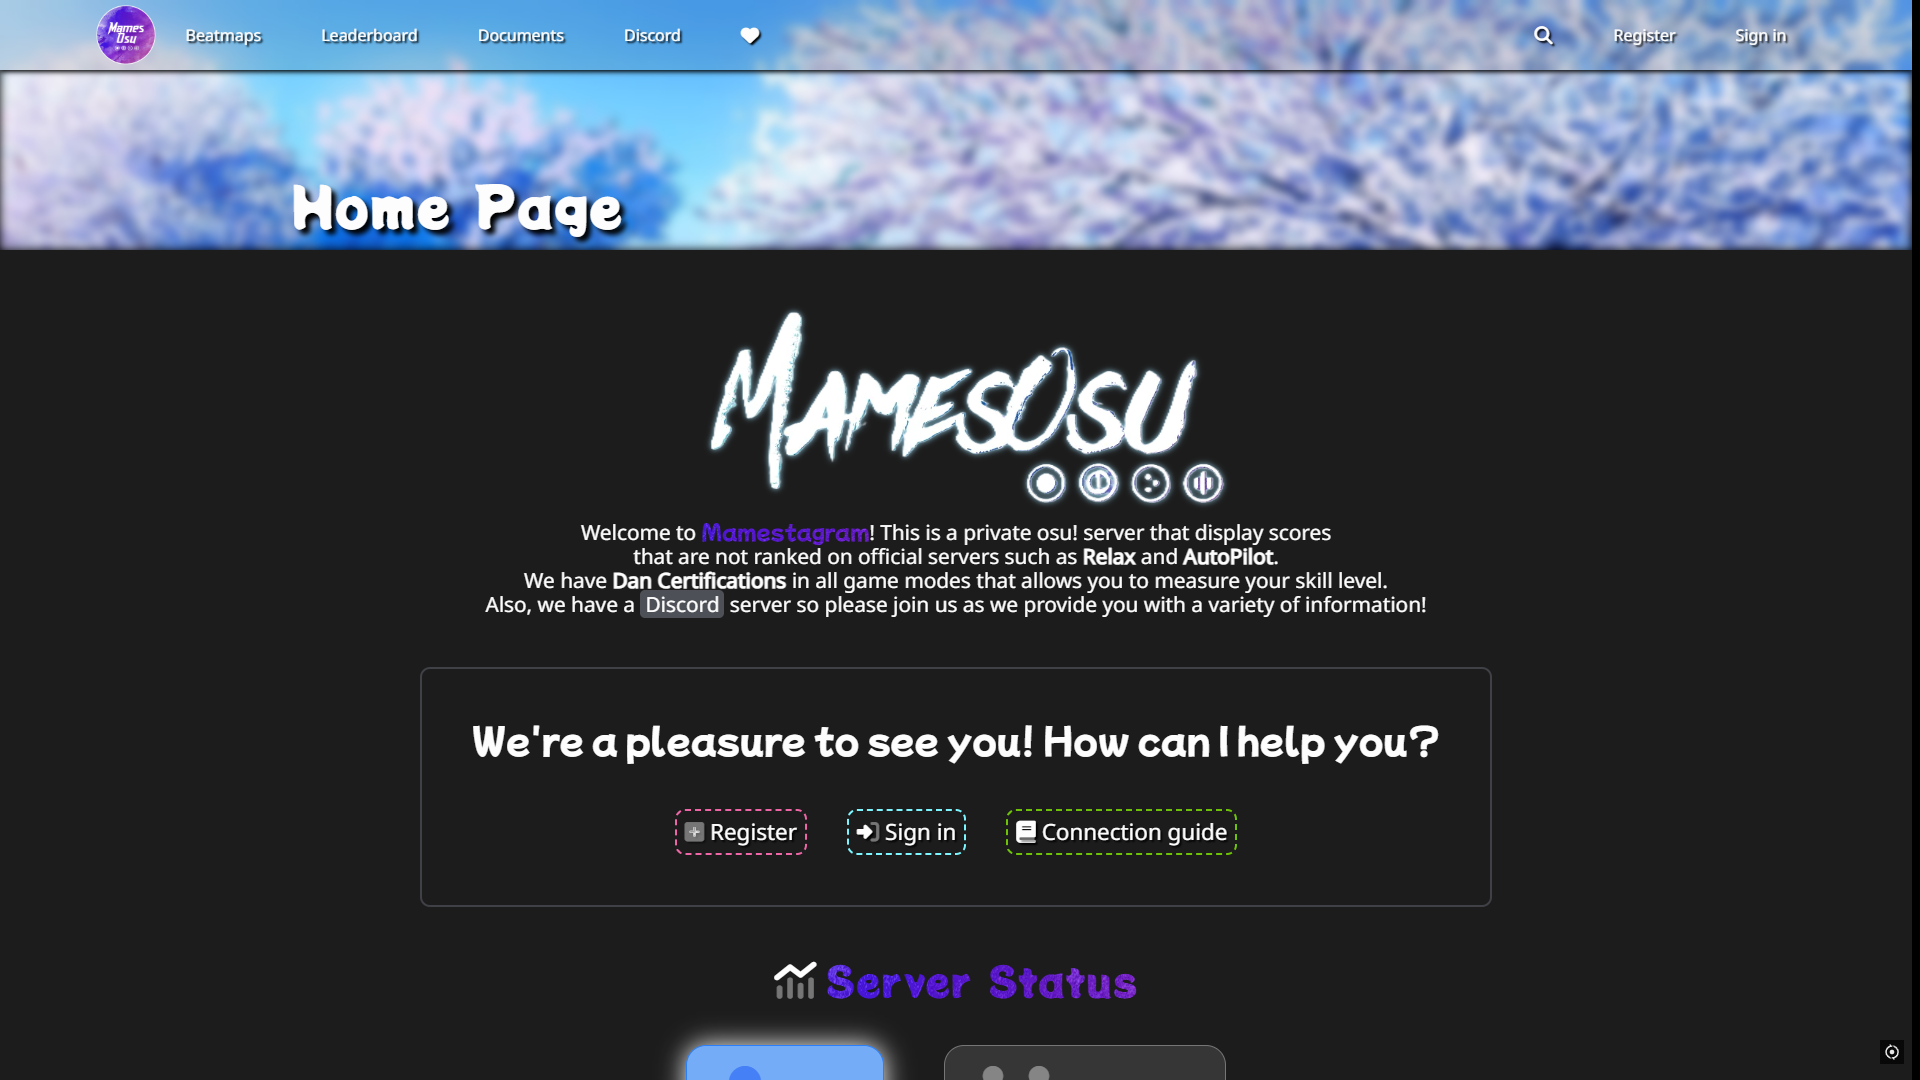 Mames
Osu
Beatmaps
Leaderboard
Documents
Discord
Register
Sign in
Home Page
MamesOsu
Welcome to Mamestagram! This is a private osu! server that display scores
that are not ranked on official servers such as Relax and AutoPilot.
We have Dan Certifications in all game modes that allows you to measure your skill level.
Also, we have a Discord server so please join us as we provide you with a variety of information!
We're a pleasure to see you! How can I help you?
Register
Sign in
Connection guide
Server Status